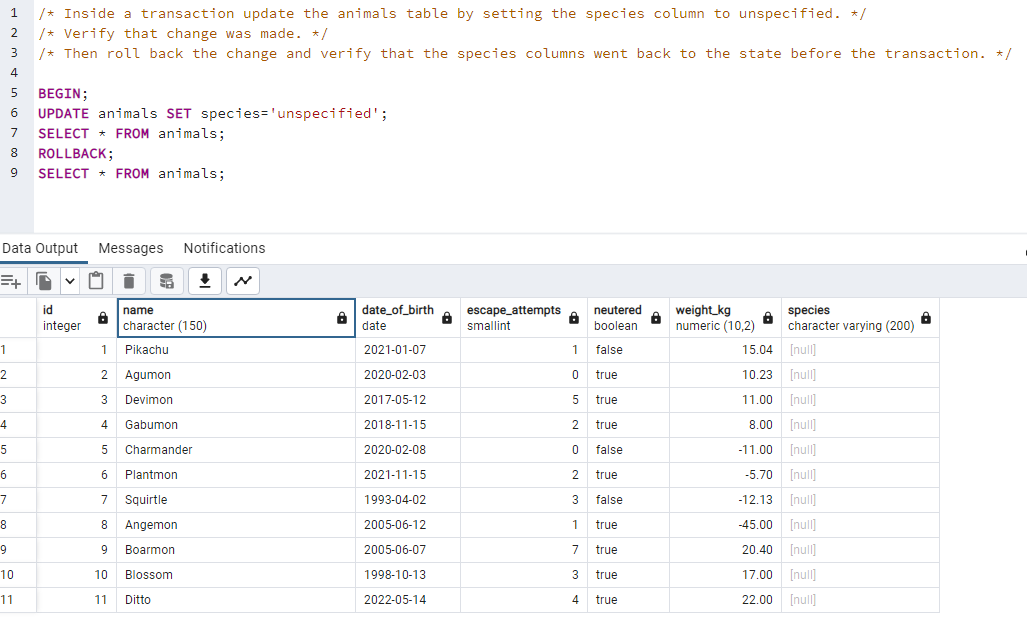 1 /* Inside a transaction update the animals table by setting the species column to unspecified. */
2 /* Verify that change was made. */
3 /* Then roll back the change and verify that the species columns went back to the state before the transaction. */
4
5 BEGIN;
6 UPDATE animals SET species='unspecified';
7 SELECT * FROM animals;
8 ROLLBACK;
9 SELECT * FROM animals;
Data Output Messages Notifications
id name date_of_birth escape_attempts neutered weight_kg species
integer character (150) date smallint boolean numeric (10,2) character varying (200)
1 1 Pikachu 2021-01-07 1 false 15.04 [null]
2 2 Agumon 2020-02-03 0 true 10.23 [null]
3 3 Devimon 2017-05-12 5 true 11.00 [null]
4 4 Gabumon 2018-11-15 2 true 8.00 [null]
5 5 Charmander 2020-02-08 0 false -11.00 [null]
6 6 Plantmon 2021-11-15 2 true -5.70 [null]
7 7 Squirtle 1993-04-02 3 false -12.13 [null]
8 8 Angemon 2005-06-12 1 true -45.00 [null]
9 9 Boarmon 2005-06-07 7 true 20.40 [null]
10 10 Blossom 1998-10-13 3 true 17.00 [null]
11 11 Ditto 2022-05-14 4 true 22.00 [null]